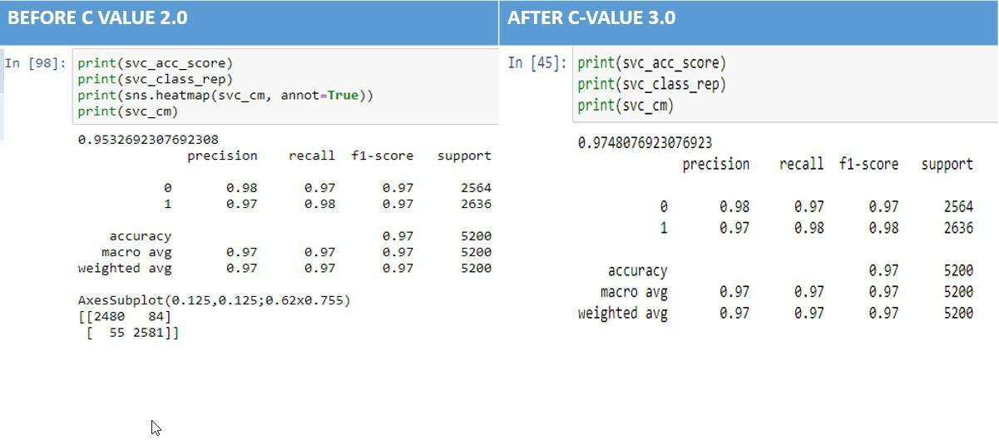 BEFORE C VALUE 2.0
In [98]: print(svc_acc_score)
print(svc_class_rep)
print(sns.heatmap(svc_cm, annot=True))
print(svc_cm)
0.9532692307692308
precision recall f1-score support
0 0.98 0.97 0.97 2564
1 0.97 0.98 0.97 2636
accuracy 0.97 5200
macro avg 0.97 0.97 0.97 5200
weighted avg 0.97 0.97 0.97 5200
AxesSubplot(0.125,0.125;0.62x0.755)
[[2480 84]
[ 55 2581]]
AFTER C-VALUE 3.0
In [45]: print(svc_acc_score)
print(svc_class_rep)
print(svc_cm)
0.9748076923076923
precision recall f1-score support
0 0.98 0.97 0.97 2564
1 0.97 0.98 0.98 2636
accuracy 0.97 5200
macro avg 0.97 0.97 0.97 5200
weighted avg 0.97 0.97 0.97 5200